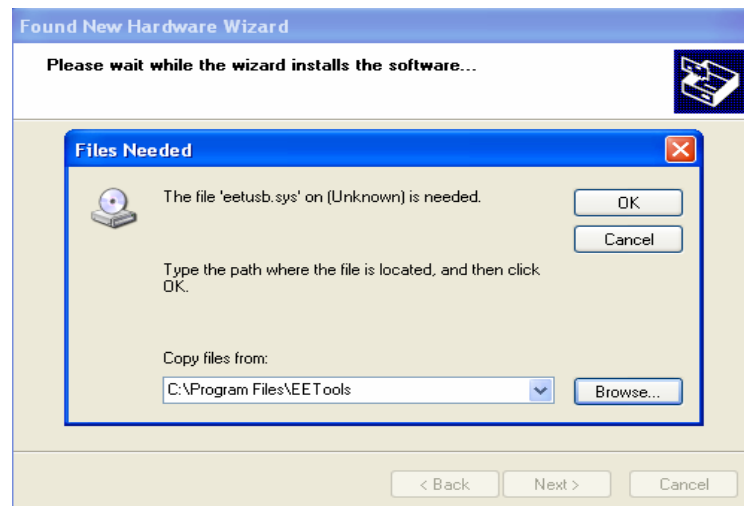 Found New Hardware Wizard
Please wait while the wizard installs the software...
Files Needed
The file 'eetusb.sys' on (Unknown) is needed.
OK
Cancel
Type the path where the file is located, and then click
OK.
Copy files from:
C:\Program Files\EETools
Browse...
< Back
Next >
Cancel